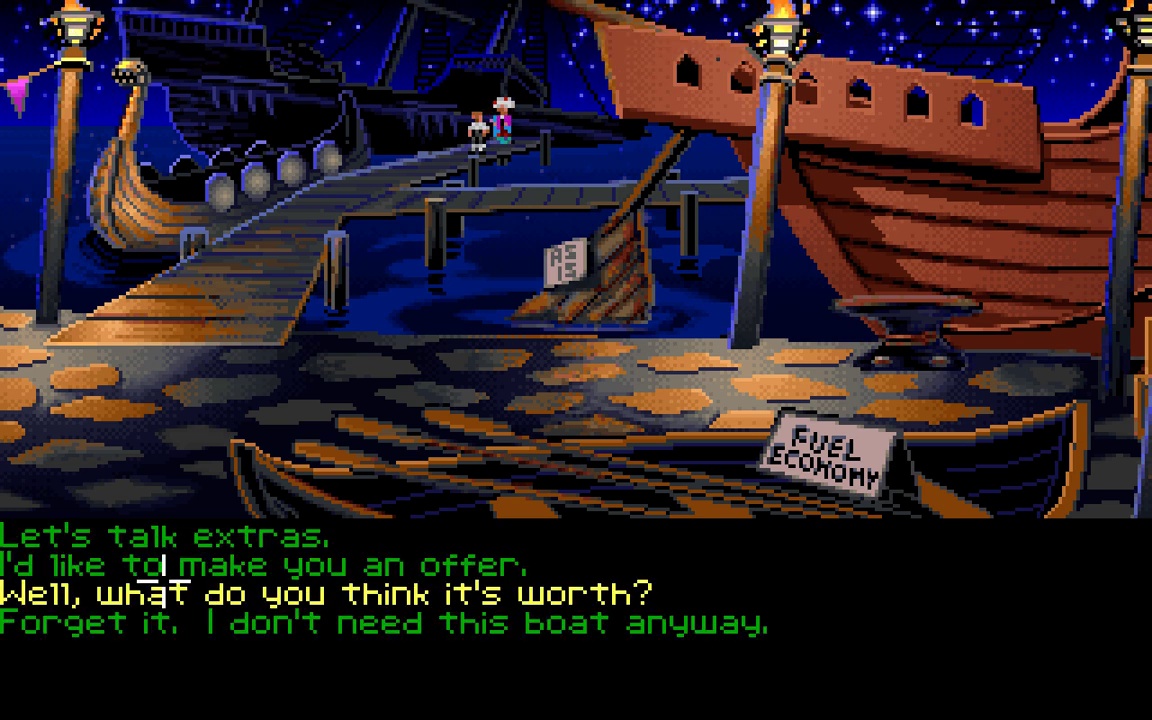 AS
IS
FUEL
ECONOMY
Let's talk extras.
I'd like to make you an offer.
Well, what do you think it's worth?
Forget it.  I don't need this boat anyway.